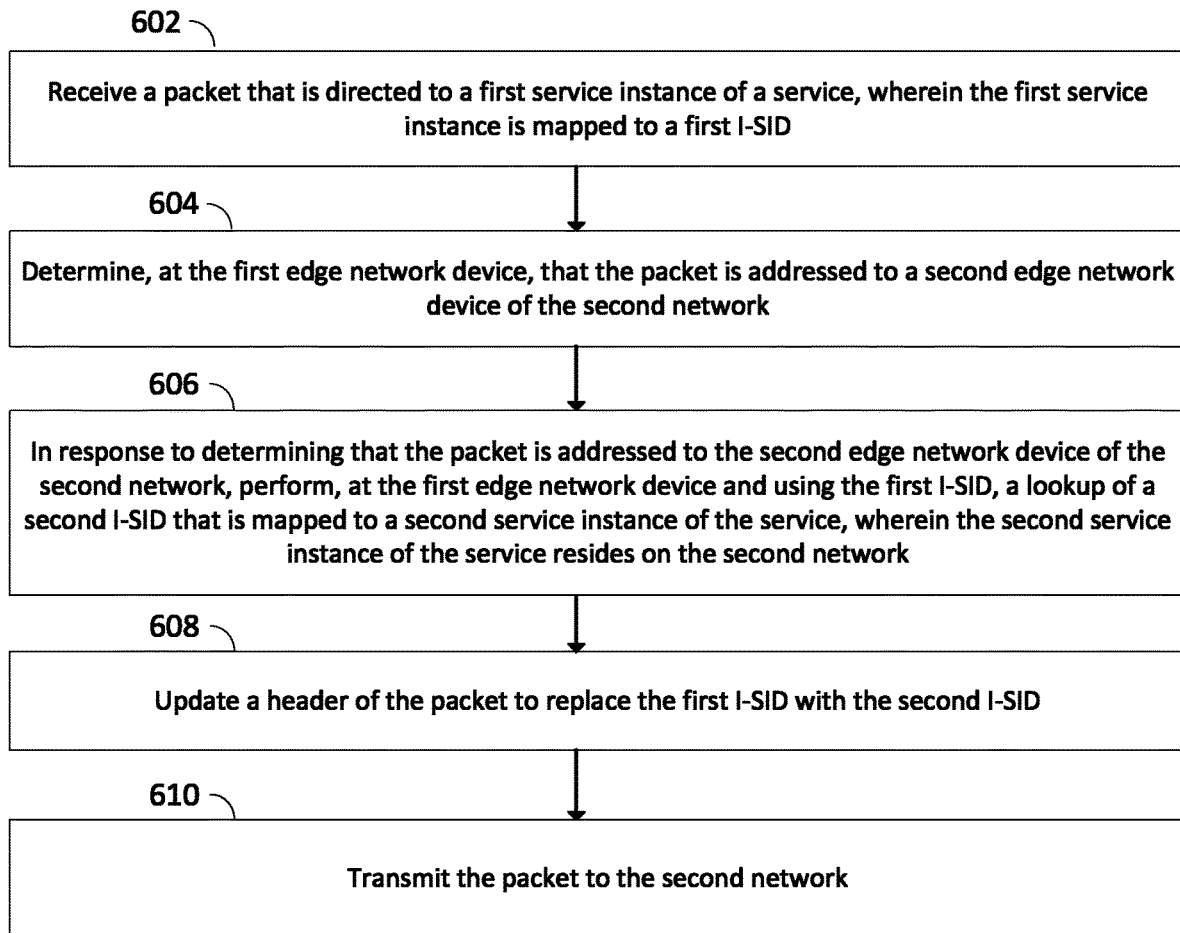 602
Receive a packet that is directed to a first service instance of a service, wherein the first service
instance is mapped to a first I-SID
604
Determine, at the first edge network device, that the packet is addressed to a second edge network
device of the second network
606
In response to determining that the packet is addressed to the second edge network device of the
second network, perform, at the first edge network device and using the first I-SID, a lookup of a
second I-SID that is mapped to a second service instance of the service, wherein the second service
instance of the service resides on the second network
608
Update a header of the packet to replace the first I-SID with the second I-SID
610
Transmit the packet to the second network